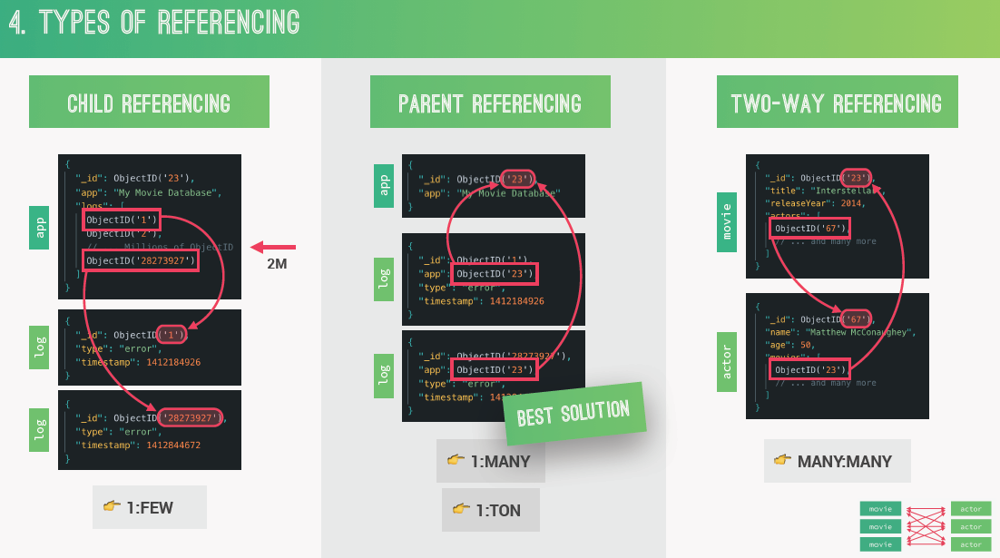 4. TYPES OF REFERENCING
CHILD REFERENCING
app
{
"_id": ObjectID('23'),
"app": "My Movie Database",
"logs": [
ObjectID('1')
ObjectID('2'),
// Millions of ObjectID
ObjectID('28273927')
]
}
2M
log
{
"_id": ObjectID('1'),
"type": "error",
"timestamp": 1412184926
}
log
{
"_id": ObjectID('28273927'),
"type": "error",
"timestamp": 1412844672
}
1:FEW
PARENT REFERENCING
app
{
"_id": ObjectID('23'),
"app": "My Movie Database"
}
log
{
"_id": ObjectID('1'),
"app": ObjectID('23')
"type": "error",
"timestamp": 1412184926
}
log
{
"_id": ObjectID('28273927'),
"app": ObjectID('23')
"type": "error",
"timestamp":
}
BEST SOLUTION
1:MANY
1:TON
TWO-WAY REFERENCING
movie
{
"_id": ObjectID('23'),
"title": "Interstellar",
"releaseYear": 2014,
"actors": [
ObjectID('67'),
// ... and many more
]
}
actor
{
"_id": ObjectID('67'),
"name": "Matthew McConaughey",
"age": 50,
"movies": [
ObjectID('23'),
// ... and many more
]
}
MANY:MANY
movie actor
movie actor
movie actor